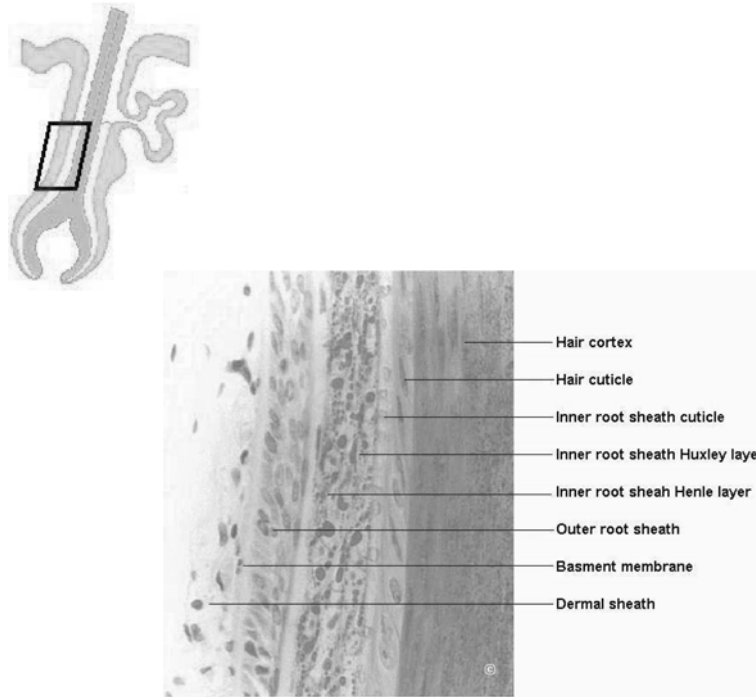 Hair cortex
Hair cuticle
Inner root sheath cuticle
Inner root sheath Huxley laye
Inner root sheah Henle layer
Outer root sheath
Basment membrane
Dermal sheath
©